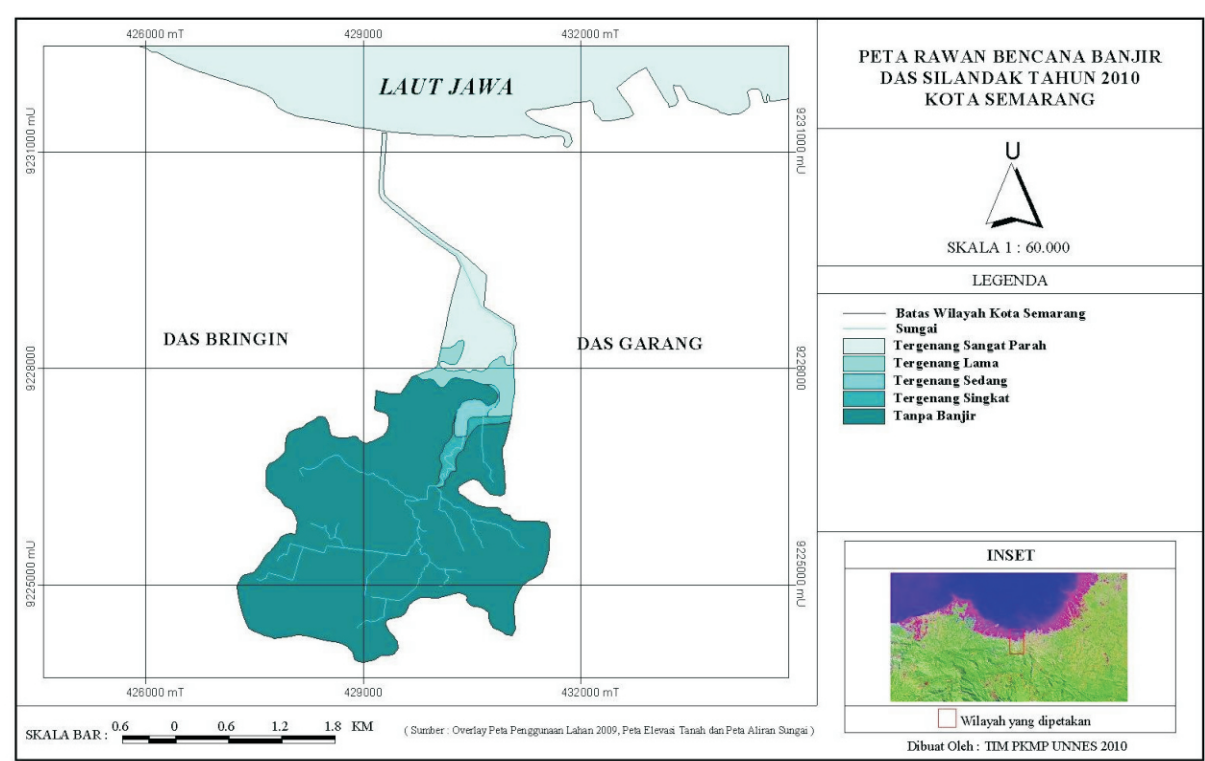 426000 mT
429000
432000 mT
LAUT JAWA
9231000 mU
9231000 mU
DAS BRINGIN
DAS GARANG
9228000
9228000
9225000 mU
9225000 mU
426000 mT
429000
432000 mT
SKALA BAR :
0.6 0 0.6 1.2 1.8 KM
( Sumber : Overlay Peta Penggunaan Lahan 2009, Peta Elevasi Tanah dan Peta Aliran Sungai )
PETA RAWAN BENCANA BANJIR
DAS SILANDAK TAHUN 2010
KOTA SEMARANG
U
SKALA 1 : 60.000
LEGENDA
Batas Wilayah Kota Semarang
Sungai
Tergenang Sangat Parah
Tergenang Lama
Tergenang Sedang
Tergenang Singkat
Tanpa Banjir
INSET
Wilayah yang dipetakan
Dibuat Oleh : TIM PKMP UNNES 2010